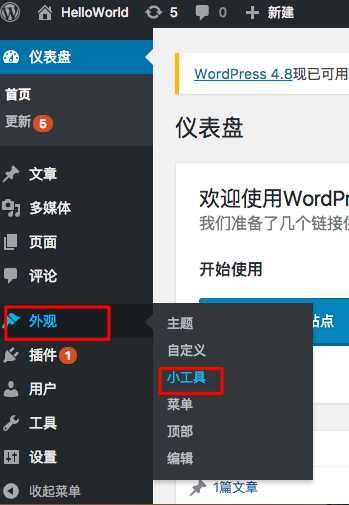 HelloWorld 5 0 新建
仪表盘
首页
更新 5
文章
多媒体
页面
评论
外观
插件 1
用户
工具
设置
收起菜单
主题
自定义
小工具
菜单
顶部
编辑
WordPress 4.8现已可用
仪表盘
欢迎使用WordPr
我们准备了几个链接
开始使用
站点
1篇文章